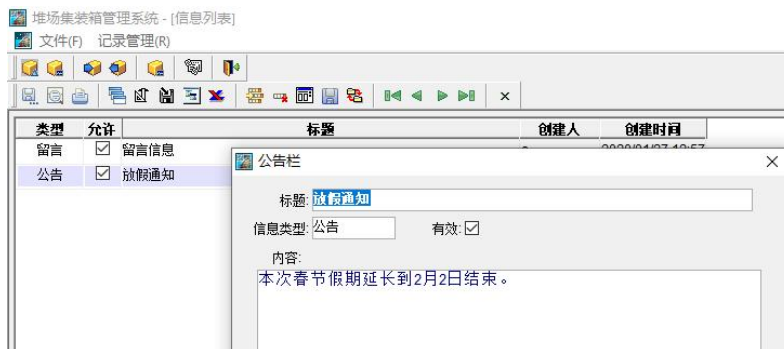 堆场集装箱管理系统 - [信息列表]
文件(F) 记录管理(R)
类型 允许 标题 创建人 创建时间
留言 留言信息
公告 放假通知
公告栏
标题: 放假通知
信息类型: 公告 有效:
内容:
本次春节假期延长到2月2日结束。